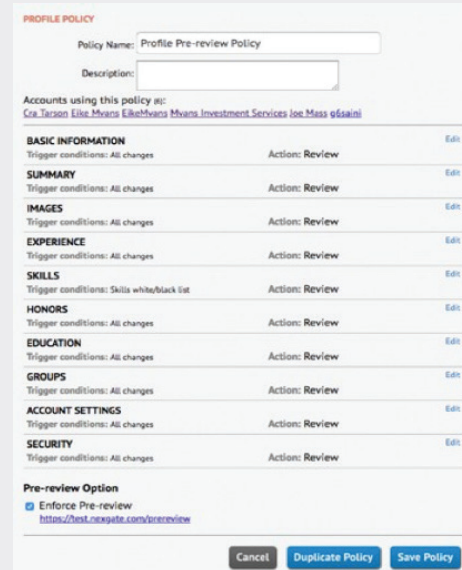 PROFILE POLICY
Policy Name: Profile Pre-review Policy
Description:
Accounts using this policy (6):
Cra Tarson Eike Mvans EikeMvans Mvans Investment Services Joe Mass g6saini
BASIC INFORMATION Edit
Trigger conditions: All changes Action: Review
SUMMARY Edit
Trigger conditions: All changes Action: Review
IMAGES Edit
Trigger conditions: All changes Action: Review
EXPERIENCE Edit
Trigger conditions: All changes Action: Review
SKILLS Edit
Trigger conditions: Skills white/black list Action: Review
HONORS Edit
Trigger conditions: All changes Action: Review
EDUCATION Edit
Trigger conditions: All changes Action: Review
GROUPS Edit
Trigger conditions: All changes Action: Review
ACCOUNT SETTINGS Edit
Trigger conditions: All changes Action: Review
SECURITY Edit
Trigger conditions: All changes Action: Review
Pre-review Option
Enforce Pre-review
https://test.nexgate.com/prereview
Cancel Duplicate Policy Save Policy